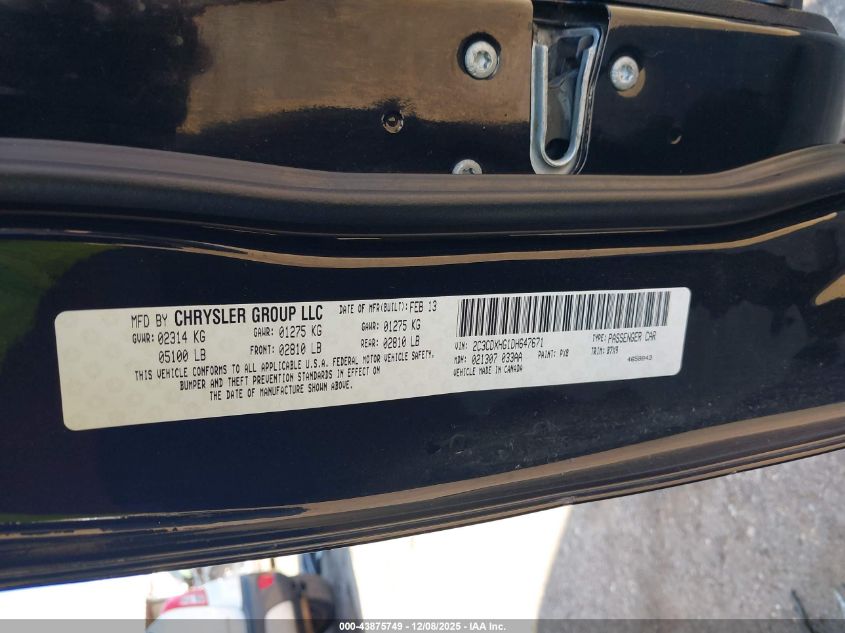 MFD BY CHRYSLER GROUP LLC DATE OF MFR(BUILT): FEB 13
GVWR: 02314 KG GAWR: 01275 KG GAWR: 01275 KG
05100 LB FRONT: 02810 LB REAR: 02810 LB
THIS VEHICLE CONFORMS TO ALL APPLICABLE U.S.A. FEDERAL MOTOR VEHICLE SAFETY,
BUMPER AND THEFT PREVENTION STANDARDS IN EFFECT ON
THE DATE OF MANUFACTURE SHOWN ABOVE.
VIN: 2C3CDXHG1DH647671 TYPE: PASSENGER CAR
MDH: 021307 033AA PAINT: PX8 TRIM: B7X9
VEHICLE MADE IN CANADA 4658843
000-43875749 | 12/08/2025 - IAA Inc.